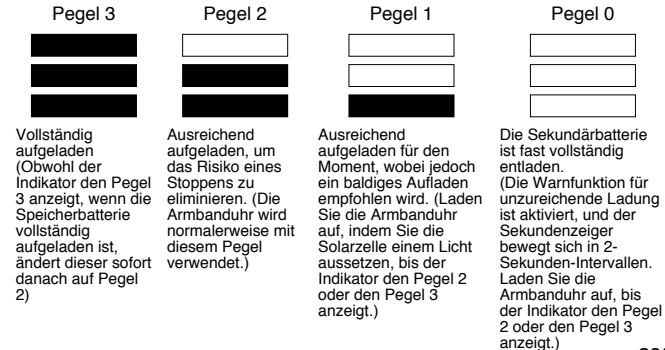 Pegel 3
Pegel 2
Pegel 1
Pegel 0
Vollständig
aufgeladen
(Obwohl der
Indikator den Pegel
3 anzeigt, wenn die
Speicherbatterie
vollständig
aufgeladen ist,
ändert dieser sofort
danach auf Pegel
2)
Ausreichend
aufgeladen, um
das Risiko eines
Stoppens zu
eliminieren. (Die
Armbanduhr wird
normalerweise mit
diesem Pegel
verwendet.)
Ausreichend
aufgeladen für den
Moment, wobei jedoch
ein baldiges Aufladen
empfohlen wird. (Laden
Sie die Armbanduhr
auf, indem Sie die
Solarzelle einem Licht
aussetzen, bis der
Indikator den Pegel 2
oder den Pegel 3
anzeigt.)
Die Sekundärbatterie
ist fast vollständig
entladen.
(Die Warnfunktion für
unzureichende Ladung
ist aktiviert, und der
Sekundenzeiger
bewegt sich in 2-
Sekunden-Intervallen.
Laden Sie die
Armbanduhr auf, bis
der Indikator den Pegel
2 oder den Pegel 3
anzeigt.)